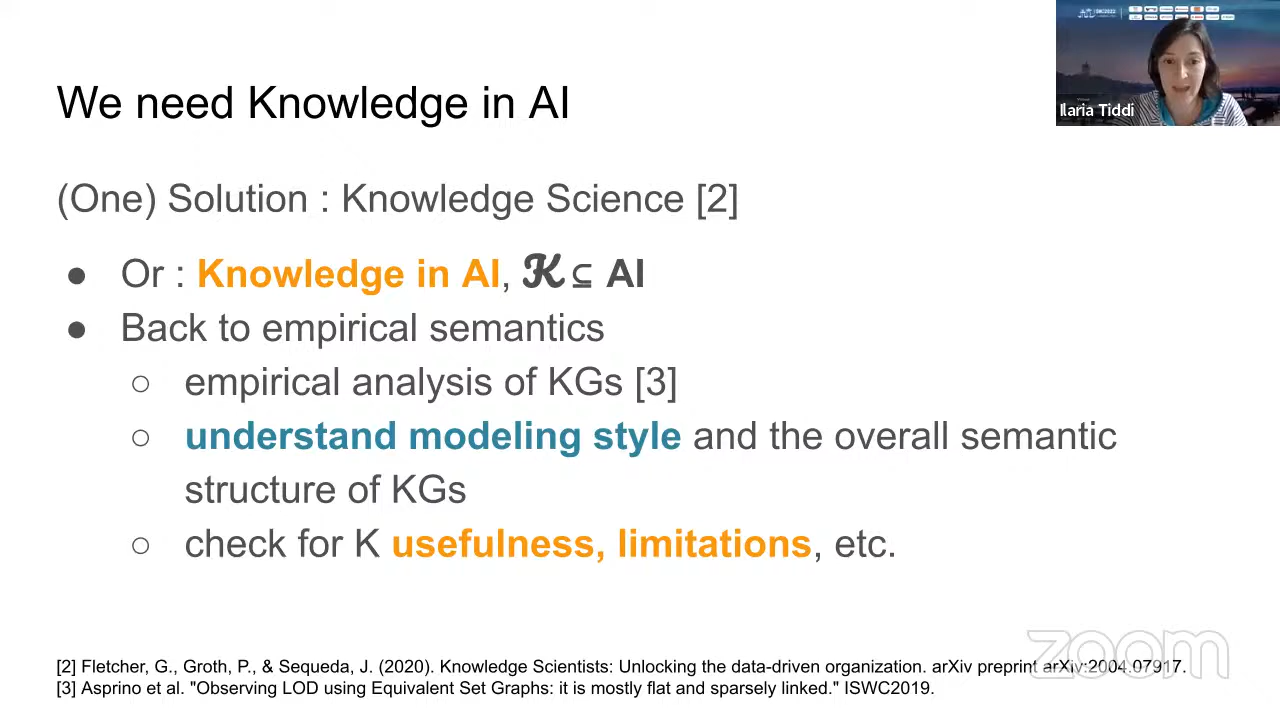 We need Knowledge in AI
Ilaria Tiddi
(One) Solution : Knowledge Science [2]
● Or : Knowledge in AI, 𝓚 ⊆ AI
● Back to empirical semantics
○ empirical analysis of KGs [3]
○ understand modeling style and the overall semantic
structure of KGs
○ check for K usefulness, limitations, etc.
zoom
[2] Fletcher, G., Groth, P., & Sequeda, J. (2020). Knowledge Scientists: Unlocking the data-driven organization. arXiv preprint arXiv:2004.07917.
[3] Asprino et al. "Observing LOD using Equivalent Set Graphs: it is mostly flat and sparsely linked." ISWC2019.